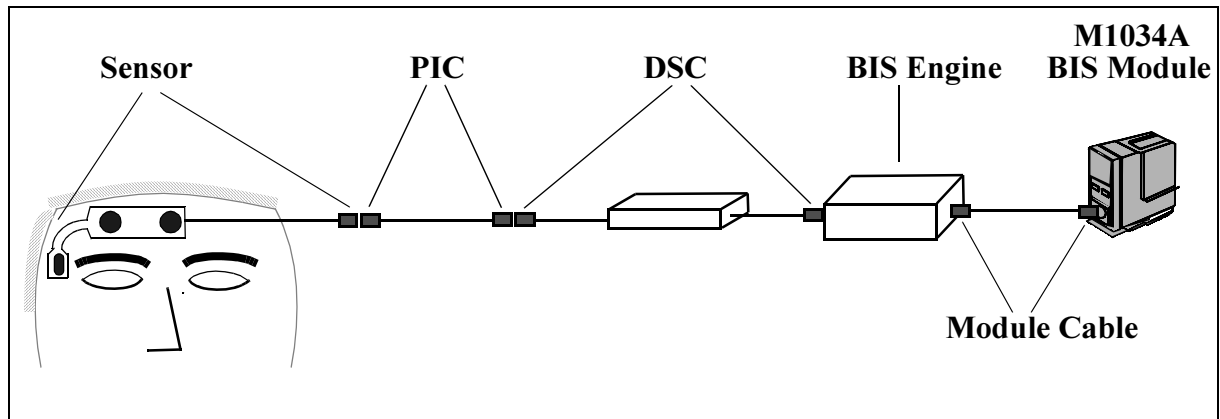 Sensor
PIC
DSC
BIS Engine
M1034A
BIS Module
Module Cable